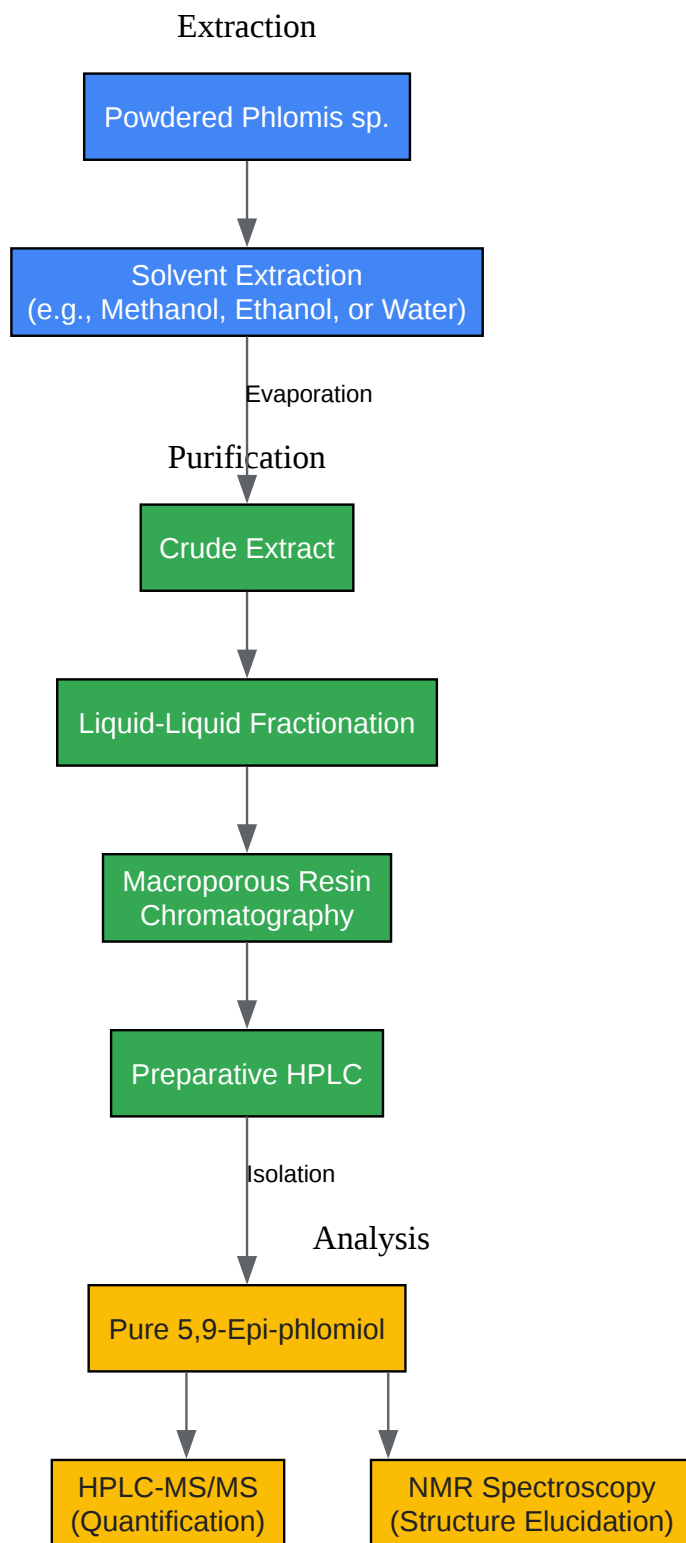 Extraction
Powdered Phlomis sp.
Solvent Extraction
(e.g., Methanol, Ethanol, or Water)
Evaporation
Purification
Crude Extract
Liquid-Liquid Fractionation
Macroporous Resin
Chromatography
Preparative HPLC
Isolation
Analysis
Pure 5,9-Epi-phlomiol
HPLC-MS/MS
(Quantification)
NMR Spectroscopy
(Structure Elucidation)